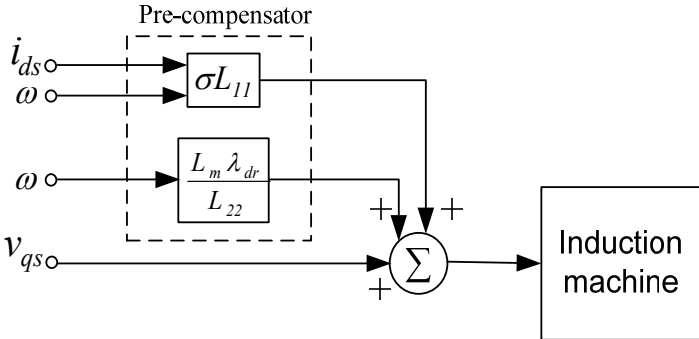 Pre-compensator
i_ds
ω
σL_11
ω
L_m λ_dr
L_22
+ +
v_qs
Σ
+
Induction
machine